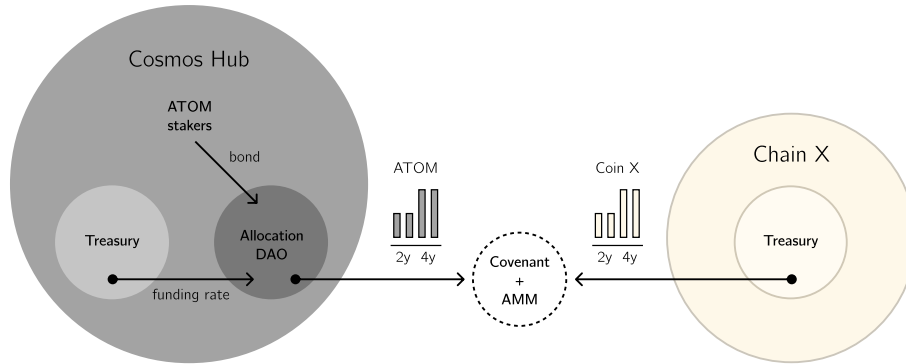 Cosmos Hub
ATOM
stakers
bond
Treasury
Allocation
DAO
funding rate
ATOM
2y 4y
Covenant
+
AMM
Coin X
2y 4y
Chain X
Treasury